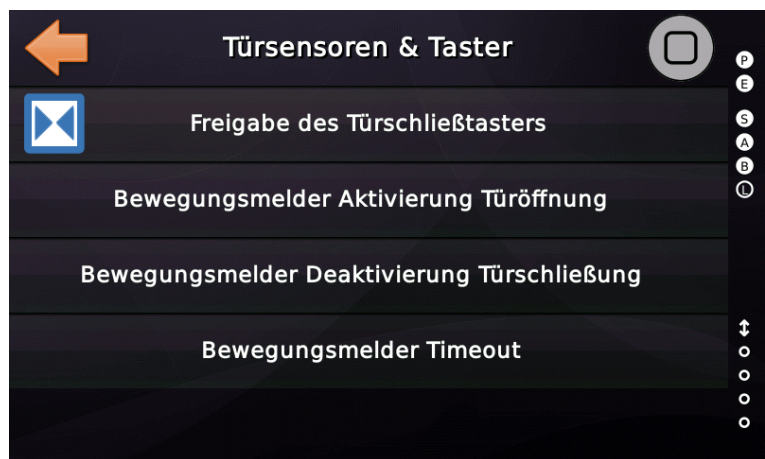 Türsensoren & Taster
Freigabe des Türschließtasters
Bewegungsmelder Aktivierung Türöffnung
Bewegungsmelder Deaktivierung Türschließung
Bewegungsmelder Timeout
P
E
S
A
B
L